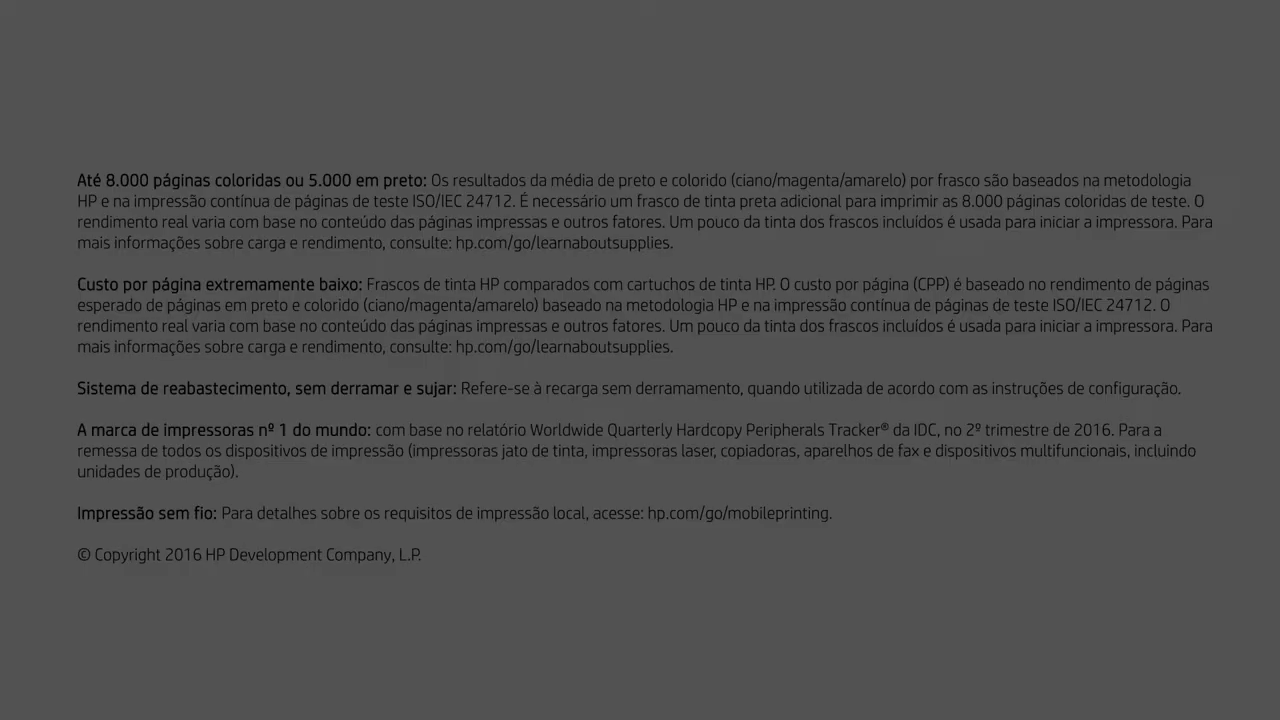 Até 8.000 páginas coloridas ou 5.000 em preto: Os resultados da média de preto e colorido (ciano/magenta/amarelo) por frasco são baseados na metodologia
HP e na impressão contínua de páginas de teste ISO/IEC 24712. É necessário um frasco de tinta preta adicional para imprimir as 8.000 páginas coloridas de teste. O
rendimento real varia com base no conteúdo das páginas impressas e outros fatores. Um pouco da tinta dos frascos incluídos é usada para iniciar a impressora. Para
mais informações sobre carga e rendimento, consulte: hp.com/go/learnaboutsupplies.
Custo por página extremamente baixo: Frascos de tinta HP comparados com cartuchos de tinta HP. O custo por página (CPP) é baseado no rendimento de páginas
esperado de páginas em preto e colorido (ciano/magenta/amarelo) baseado na metodologia HP e na impressão contínua de páginas de teste ISO/IEC 24712. O
rendimento real varia com base no conteúdo das páginas impressas e outros fatores. Um pouco da tinta dos frascos incluídos é usada para iniciar a impressora. Para
mais informações sobre carga e rendimento, consulte: hp.com/go/learnaboutsupplies.
Sistema de reabastecimento, sem derramar e sujar: Refere-se à recarga sem derramamento, quando utilizada de acordo com as instruções de configuração.
A marca de impressoras nº 1 do mundo: com base no relatório Worldwide Quarterly Hardcopy Peripherals Tracker® da IDC, no 2º trimestre de 2016. Para a
remessa de todos os dispositivos de impressão (impressoras jato de tinta, impressoras laser, copiadoras, aparelhos de fax e dispositivos multifuncionais, incluindo
unidades de produção).
Impressão sem fio: Para detalhes sobre os requisitos de impressão local, acesse: hp.com/go/mobileprinting.
© Copyright 2016 HP Development Company, L.P.